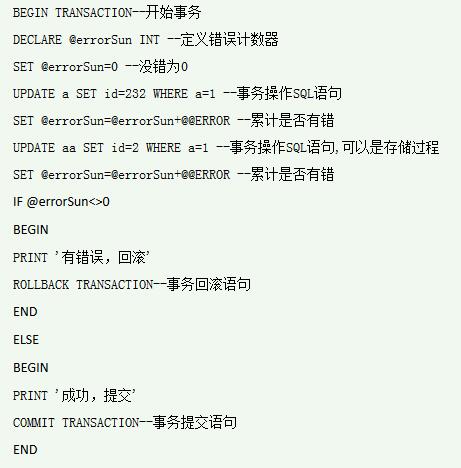 BEGIN TRANSACTION--开始事务
DECLARE @errorSun INT --定义错误计数器
SET @errorSun=0 --没错为0
UPDATE a SET id=232 WHERE a=1 --事务操作SQL语句
SET @errorSun=@errorSun+@@ERROR --累计是否有错
UPDATE aa SET id=2 WHERE a=1 --事务操作SQL语句,可以是存储过程
SET @errorSun=@errorSun+@@ERROR --累计是否有错
IF @errorSun<>0
BEGIN
PRINT '有错误，回滚'
ROLLBACK TRANSACTION--事务回滚语句
END
ELSE
BEGIN
PRINT '成功，提交'
COMMIT TRANSACTION--事务提交语句
END